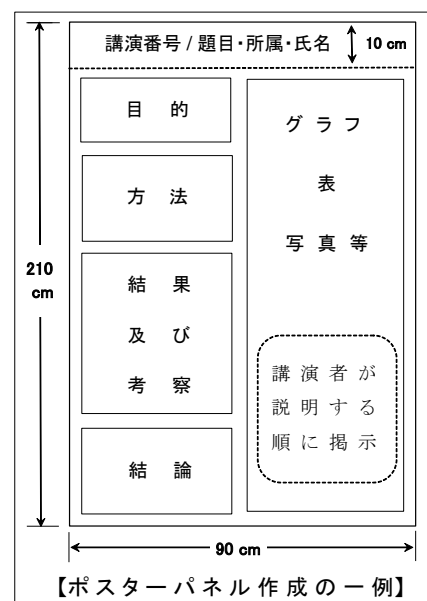 講演番号 / 題目・所属・氏名
10 cm
目 的
方 法
結 果
及 び
考 察
結 論
グ ラ フ
表
写 真 等
講 演 者 が
説 明 す る
順 に 掲 示
210
cm
90 cm
【ポスターパネル作成の一例】